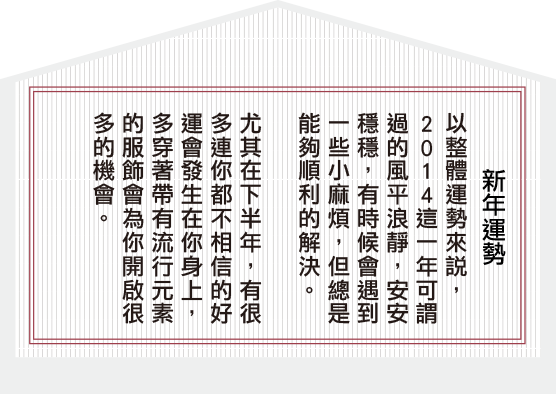 新年運勢
以整體運勢來說，
2014這一年可謂
過的風平浪靜，安安
穩穩，有時候會遇到
一些小麻煩，但總是
能夠順利的解決。
尤其在下半年，有很
多連你都不相信的好
運會發生在你身上，
多穿著帶有流行元素
的服飾會為你開啟很
多的機會。